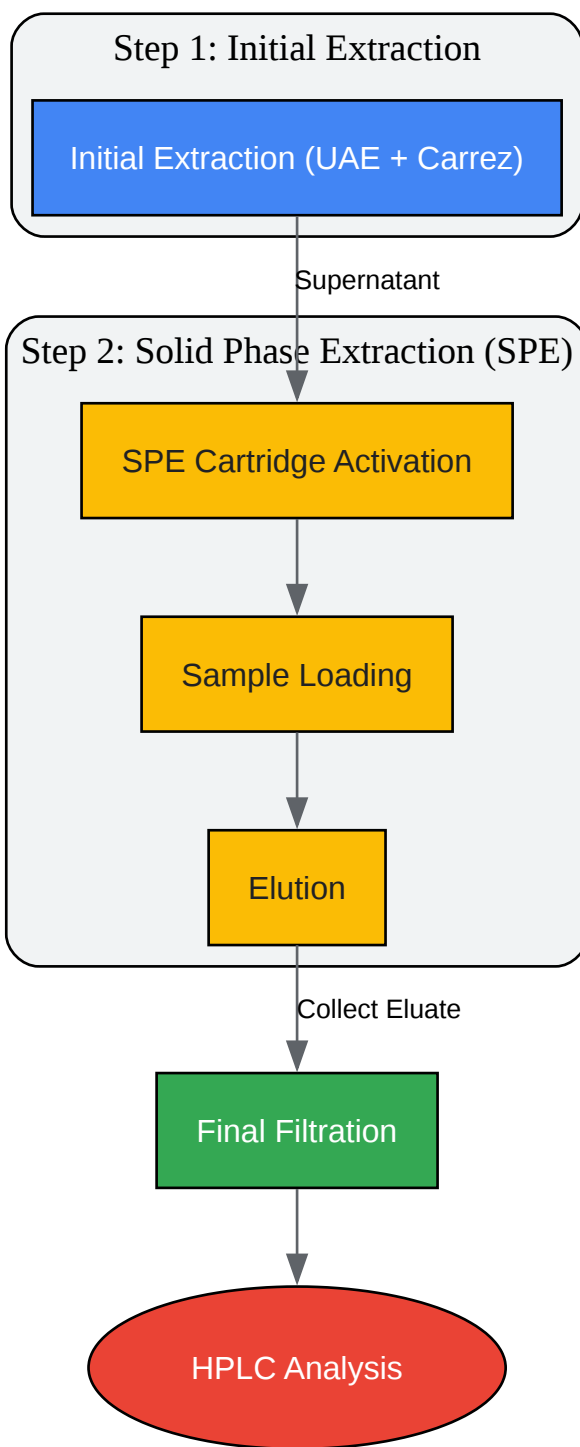 Step 1: Initial Extraction
Initial Extraction (UAE + Carrez)
Supernatant
Step 2: Solid Phase Extraction (SPE)
SPE Cartridge Activation
Sample Loading
Elution
Collect Eluate
Final Filtration
HPLC Analysis